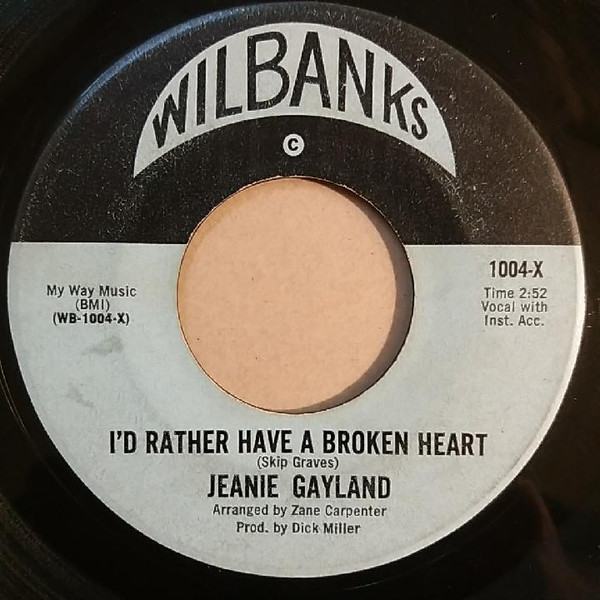 WILBANKS
©
My Way Music
(BMI)
(WB-1004-X)
1004-X
Time 2:52
Vocal with
Inst. Acc.
I'D RATHER HAVE A BROKEN HEART
(Skip Graves)
JEANIE GAYLAND
Arranged by Zane Carpenter
Prod. by Dick Miller